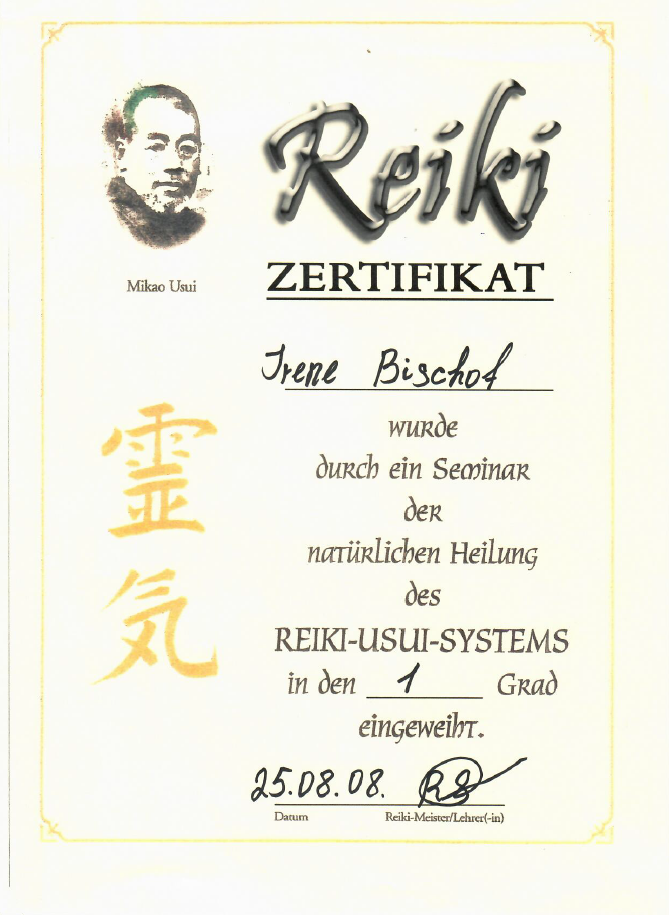 Reiki
ZERTIFIKAT
Mikao Usui
Irene Bischof
wurde
durch ein Seminar
der
natürlichen Heilung
des
REIKI-USUI-SYSTEMS
in den 1 Grad
eingeweiht.
霊
気
25.08.08.
Datum Reiki-Meister/Lehrer(-in)